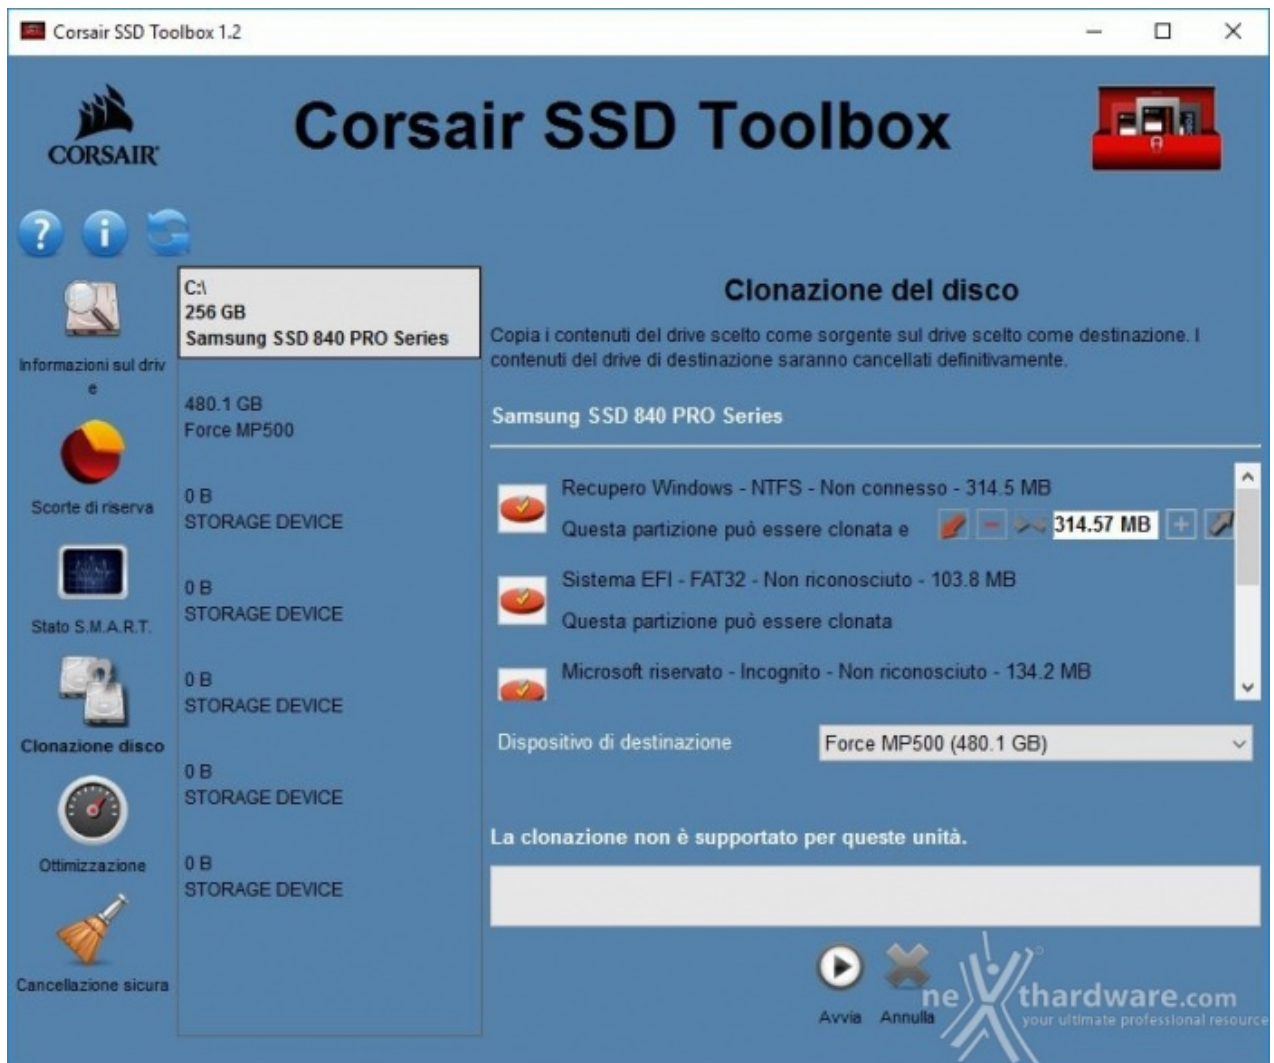 Corsair SSD Toolbox 1.2
CORSAIR
Corsair SSD Toolbox
Informazioni sul driv
e
Scorte di riserva
Stato S.M.A.R.T.
Clonazione disco
Ottimizzazione
Cancellazione sicura
C:\
256 GB
Samsung SSD 840 PRO Series
480.1 GB
Force MP500
0 B
STORAGE DEVICE
0 B
STORAGE DEVICE
0 B
STORAGE DEVICE
0 B
STORAGE DEVICE
0 B
STORAGE DEVICE
Clonazione del disco
Copia i contenuti del drive scelto come sorgente sul drive scelto come destinazione. I
contenuti del drive di destinazione saranno cancellati definitivamente.
Samsung SSD 840 PRO Series
Recupero Windows - NTFS - Non connesso - 314.5 MB
Questa partizione può essere clonata e 314.57 MB
Sistema EFI - FAT32 - Non riconosciuto - 103.8 MB
Questa partizione può essere clonata
Microsoft riservato - Incognito - Non riconosciuto - 134.2 MB
Dispositivo di destinazione Force MP500 (480.1 GB)
La clonazione non è supportato per queste unità.
Avvia Annulla
nexthardware.com
your ultimate professional resource